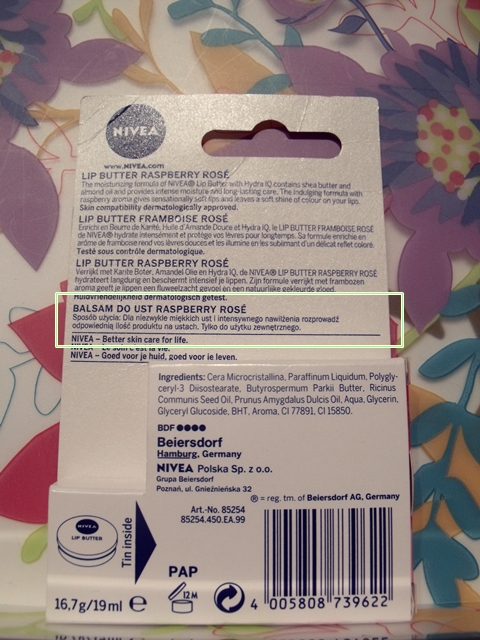 NIVEA
www.nivea.com
LIP BUTTER RASPBERRY ROSÉ
The moisturizing formula of NIVEA® Lip Butter with Hydra IQ contains shea butter and
almond oil and provides intense moisture and long-lasting care. The indulging formula with
raspberry aroma gives sensationally soft lips and leaves a soft shine of colour on your lips.
Skin compatibility dermatologically approved.
LIP BUTTER FRAMBOISE ROSÉ
Enrichi en Beurre de Karité, Huile d'Amande Douce et Hydra IQ, le LIP BUTTER FRAMBOISE ROSÉ
de NIVEA® hydrate intensément et protège vos lèvres pour longtemps. Sa formule enrichie en
arôme de framboise rend vos lèvres douces et les illumine en les sublimant d'un délicat reflet coloré.
Testé sous contrôle dermatologique.
LIP BUTTER RASPBERRY ROSÉ
Verrijkt met Karité Boter, Amandel Olie en Hydra IQ, de NIVEA® LIP BUTTER RASPBERRY ROSÉ
hydrateert langdurig en beschermt intensief je lippen. Zijn formule verrijkt met frambozen
aroma geeft je lippen een fluweelzacht gevoel en een natuurlijke gekleurde gloed.
Huidvriendelijkheid dermatologisch getest.
BALSAM DO UST RASPBERRY ROSÉ
Sposób użycia: Dla niezwykle miękkich ust i intensywnego nawilżenia rozprowadź
odpowiednią ilość produktu na ustach. Tylko do użytku zewnętrznego.
NIVEA – Better skin care for life.
NIVEA – Le soin c'est la vie.
NIVEA – Goed voor je huid, goed voor je leven.
Ingredients: Cera Microcristallina, Paraffinum Liquidum, Polygly-
ceryl-3 Diisostearate, Butyrospermum Parkii Butter, Ricinus
Communis Seed Oil, Prunus Amygdalus Dulcis Oil, Aqua, Glycerin,
Glyceryl Glucoside, BHT, Aroma, CI 77891, CI 15850.
BDF ●●●●
Beiersdorf
Hamburg, Germany
NIVEA Polska Sp. z o.o.
Grupa Beiersdorf
Poznań, ul. Gnieźnieńska 32
® = reg. tm. of Beiersdorf AG, Germany
Art.-No. 85254
85254.450.EA.99
NIVEA
LIP BUTTER
Tin inside
PAP
12M
16,7g/19ml ℮
4 005808 739622